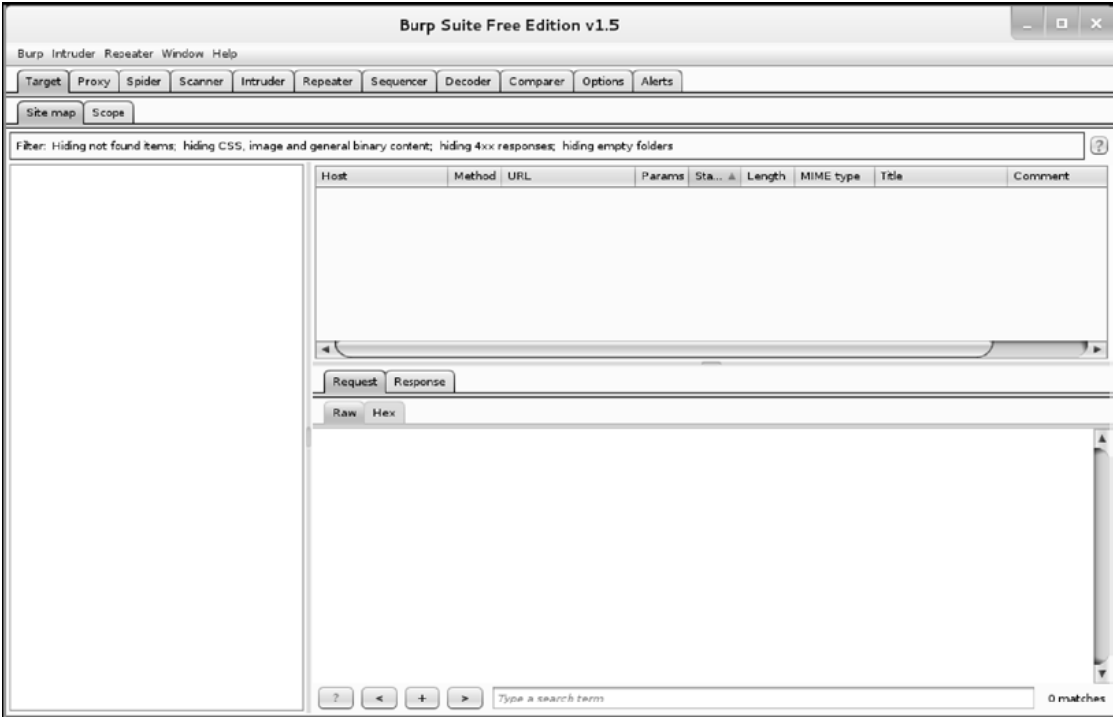 Burp Suite Free Edition v1.5
Burp Intruder Repeater Window Help
Target Proxy Spider Scanner Intruder Repeater Sequencer Decoder Comparer Options Alerts
Site map Scope
Filter: Hiding not found items; hiding CSS, image and general binary content; hiding 4xx responses; hiding empty folders
?
Host Method URL Params Sta... Length MIME type Title Comment
Request Response
Raw Hex
? < + > Type a search term 0 matches